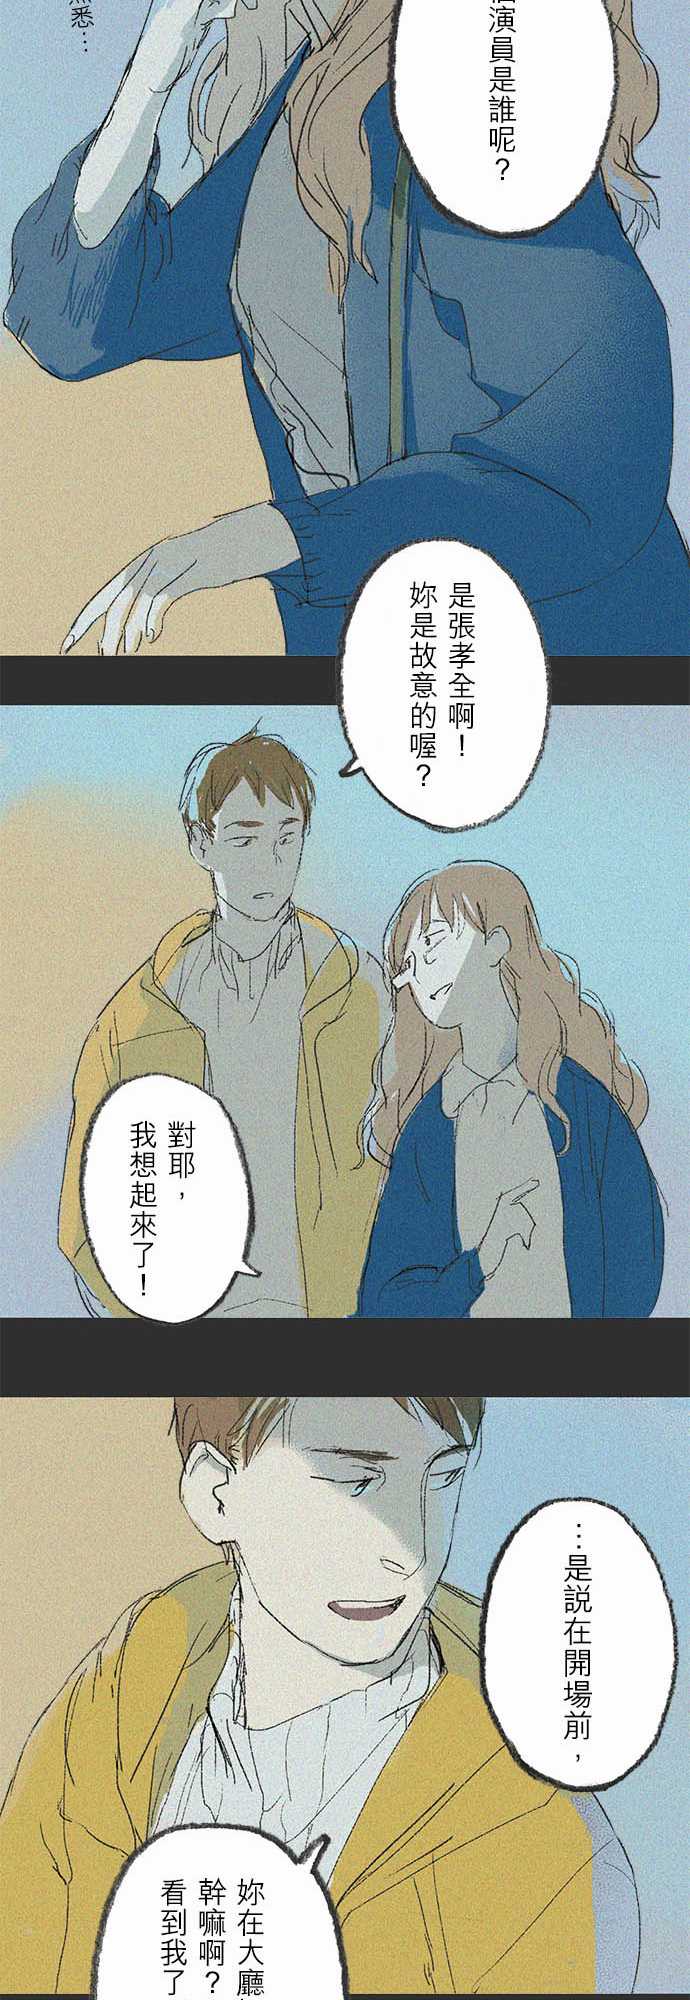 演員是誰呢？
悉…
是張孝全啊！
妳是故意的喔？
對耶，
我想起來了！
…是説在開場前，
妳在大廳
幹嘛啊？
看到我了